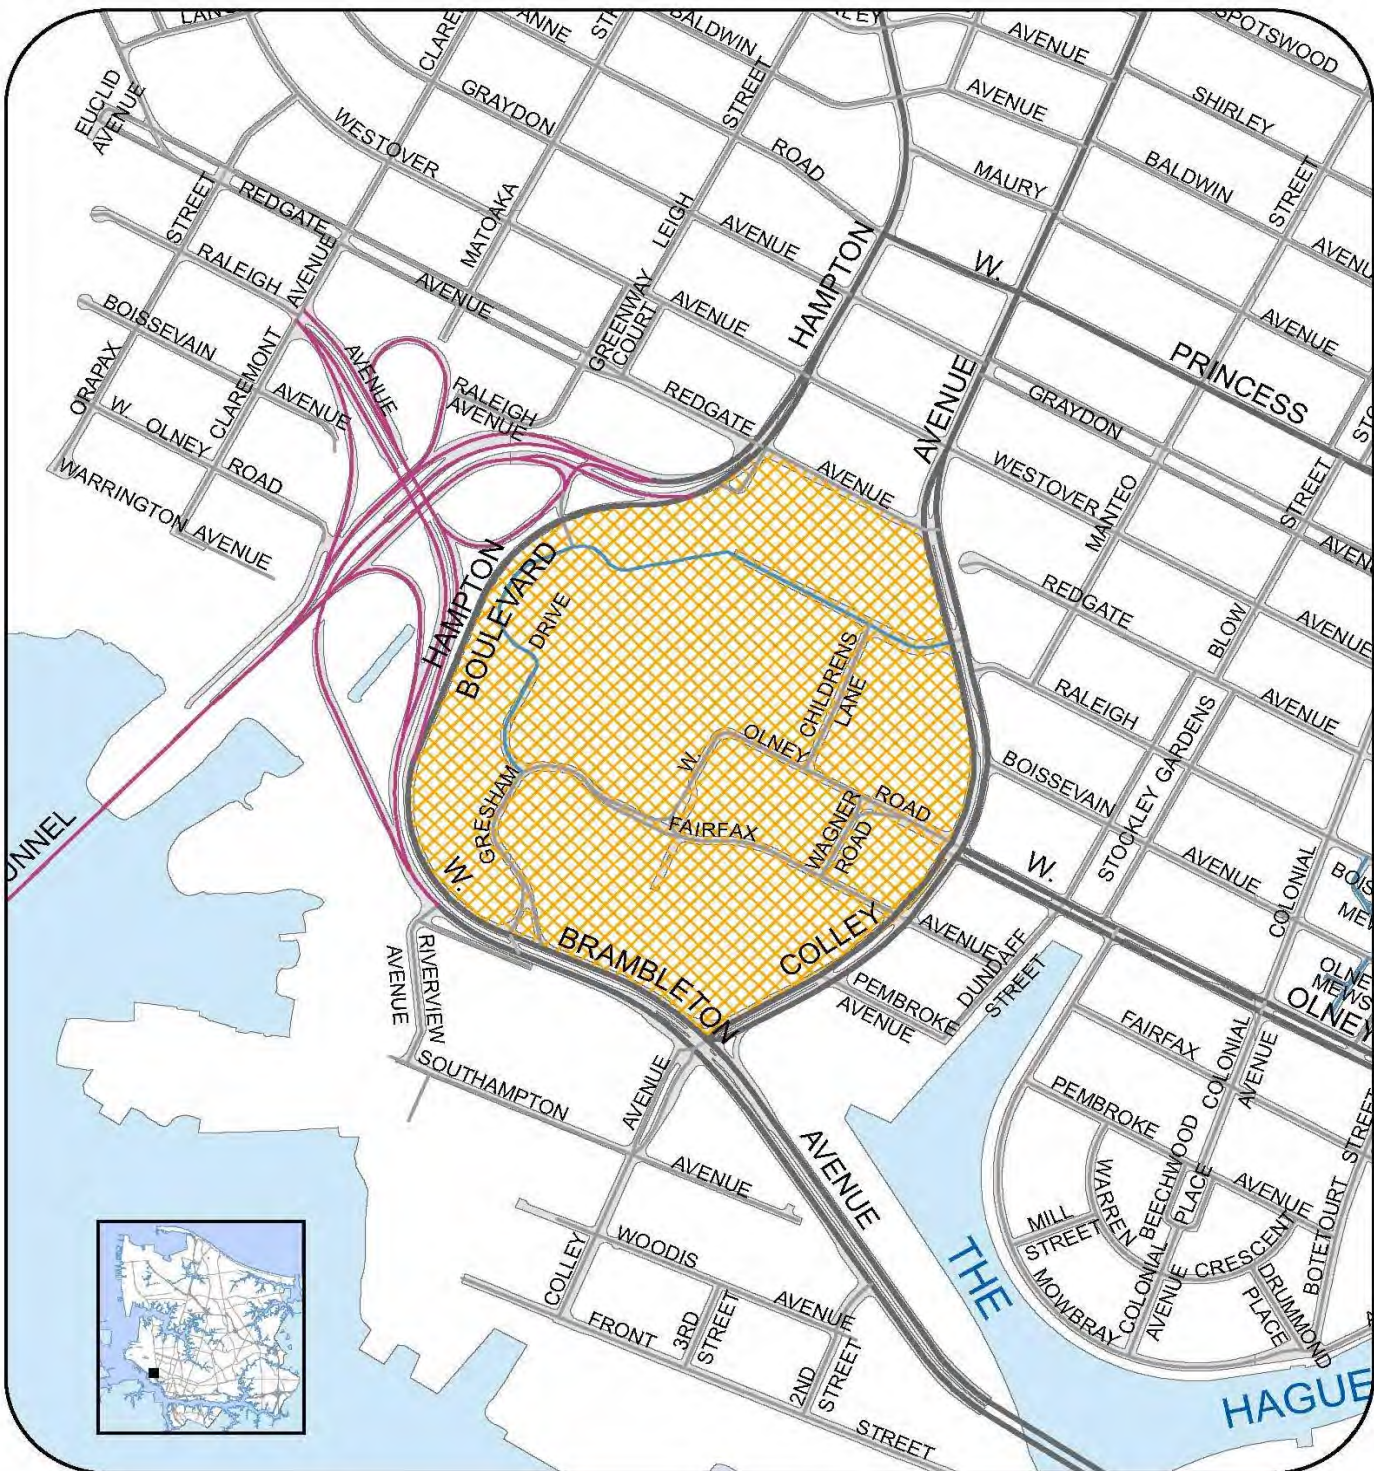 ANNE
BALDWIN
AVENUE
SPOTSWOOD
EUCLID
AVENUE
GRAYDON
STREET
AVENUE
SHIRLEY
WESTOVER
ROAD
MAURY
BALDWIN
STREET
STREET
REDGATE
MATOAKA
LEIGH
AVENUE
HAMPTON
W.
RALEIGH
AVENUE
AVENUE
GREENWAY
COURT
AVENUE
AVENUE
BOISSEVAIN
ORAPAX
CLAREMONT
AVENUE
AVENUE
RALEIGH
AVENUE
REDGATE
AVENUE
PRINCESS
GRAYDON
W. OLNEY
ROAD
AVENUE
WESTOVER
MANTEO
STREET
WARRINGTON AVENUE
HAMPTON
BOULEVARD
DRIVE
REDGATE
BLOW
AVENUE
CHILDRENS
LANE
RALEIGH
AVENUE
STOCKLEY GARDENS
W.
OLNEY
BOISSEVAIN
GRESHAM
FAIRFAX
WAGNER
ROAD
ROAD
W.
AVENUE
COLONIAL
W.
BRAMBLETON
COLLEY
AVENUE
DUNDAFF
STREET
RIVERVIEW
AVENUE
PEMBROKE
AVENUE
OLNEY
FAIRFAX
COLONIAL
AVENUE
SOUTHAMPTON
AVENUE
AVENUE
AVENUE
PEMBROKE
BEECHWOOD
PLACE
AVENUE
STREET
WARREN
MILL
STREET
CRESCENT
BOTETOURT
MOWBRAY
COLONIAL
AVENUE
DRUMMOND
PLACE
COLLEY
WOODIS
AVENUE
FRONT
3RD
STREET
2ND
STREET
STREET
THE
HAGUE